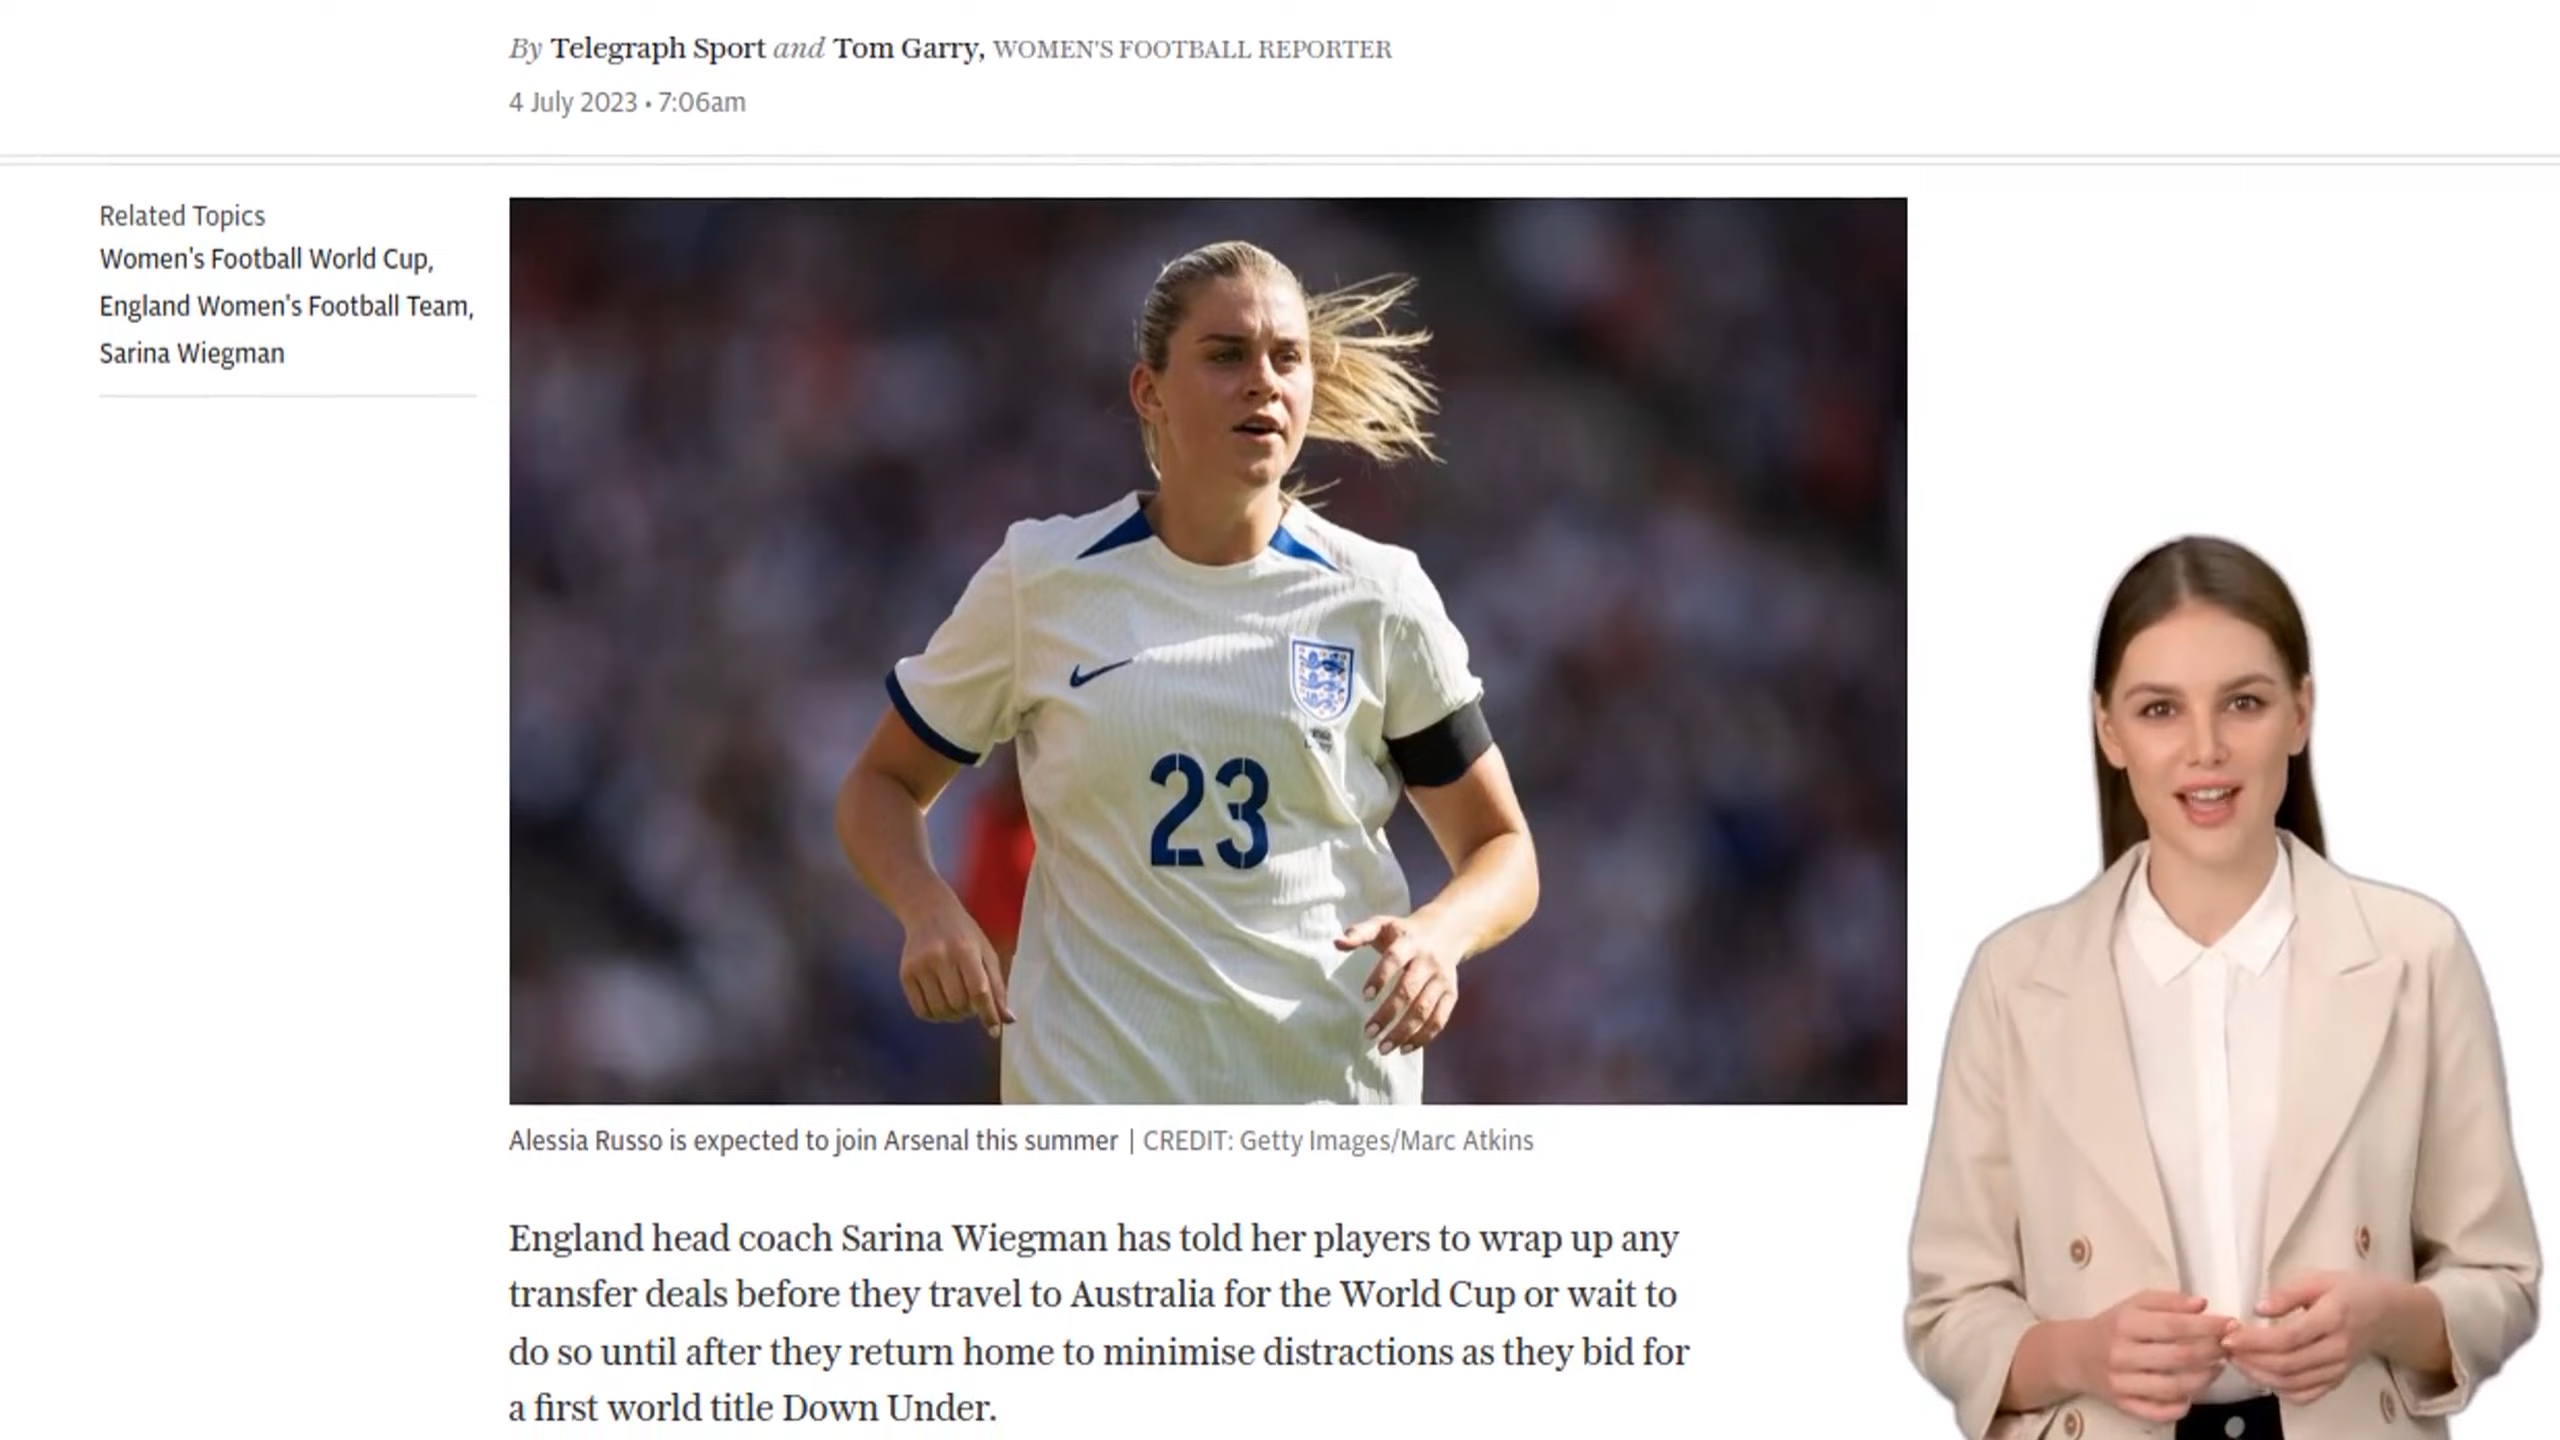 By Telegraph Sport and Tom Garry, WOMEN'S FOOTBALL REPORTER
4 July 2023 • 7:06am
Related Topics
Women's Football World Cup,
England Women's Football Team,
Sarina Wiegman
23
Alessia Russo is expected to join Arsenal this summer | CREDIT: Getty Images/Marc Atkins
England head coach Sarina Wiegman has told her players to wrap up any
transfer deals before they travel to Australia for the World Cup or wait to
do so until after they return home to minimise distractions as they bid for
a first world title Down Under.